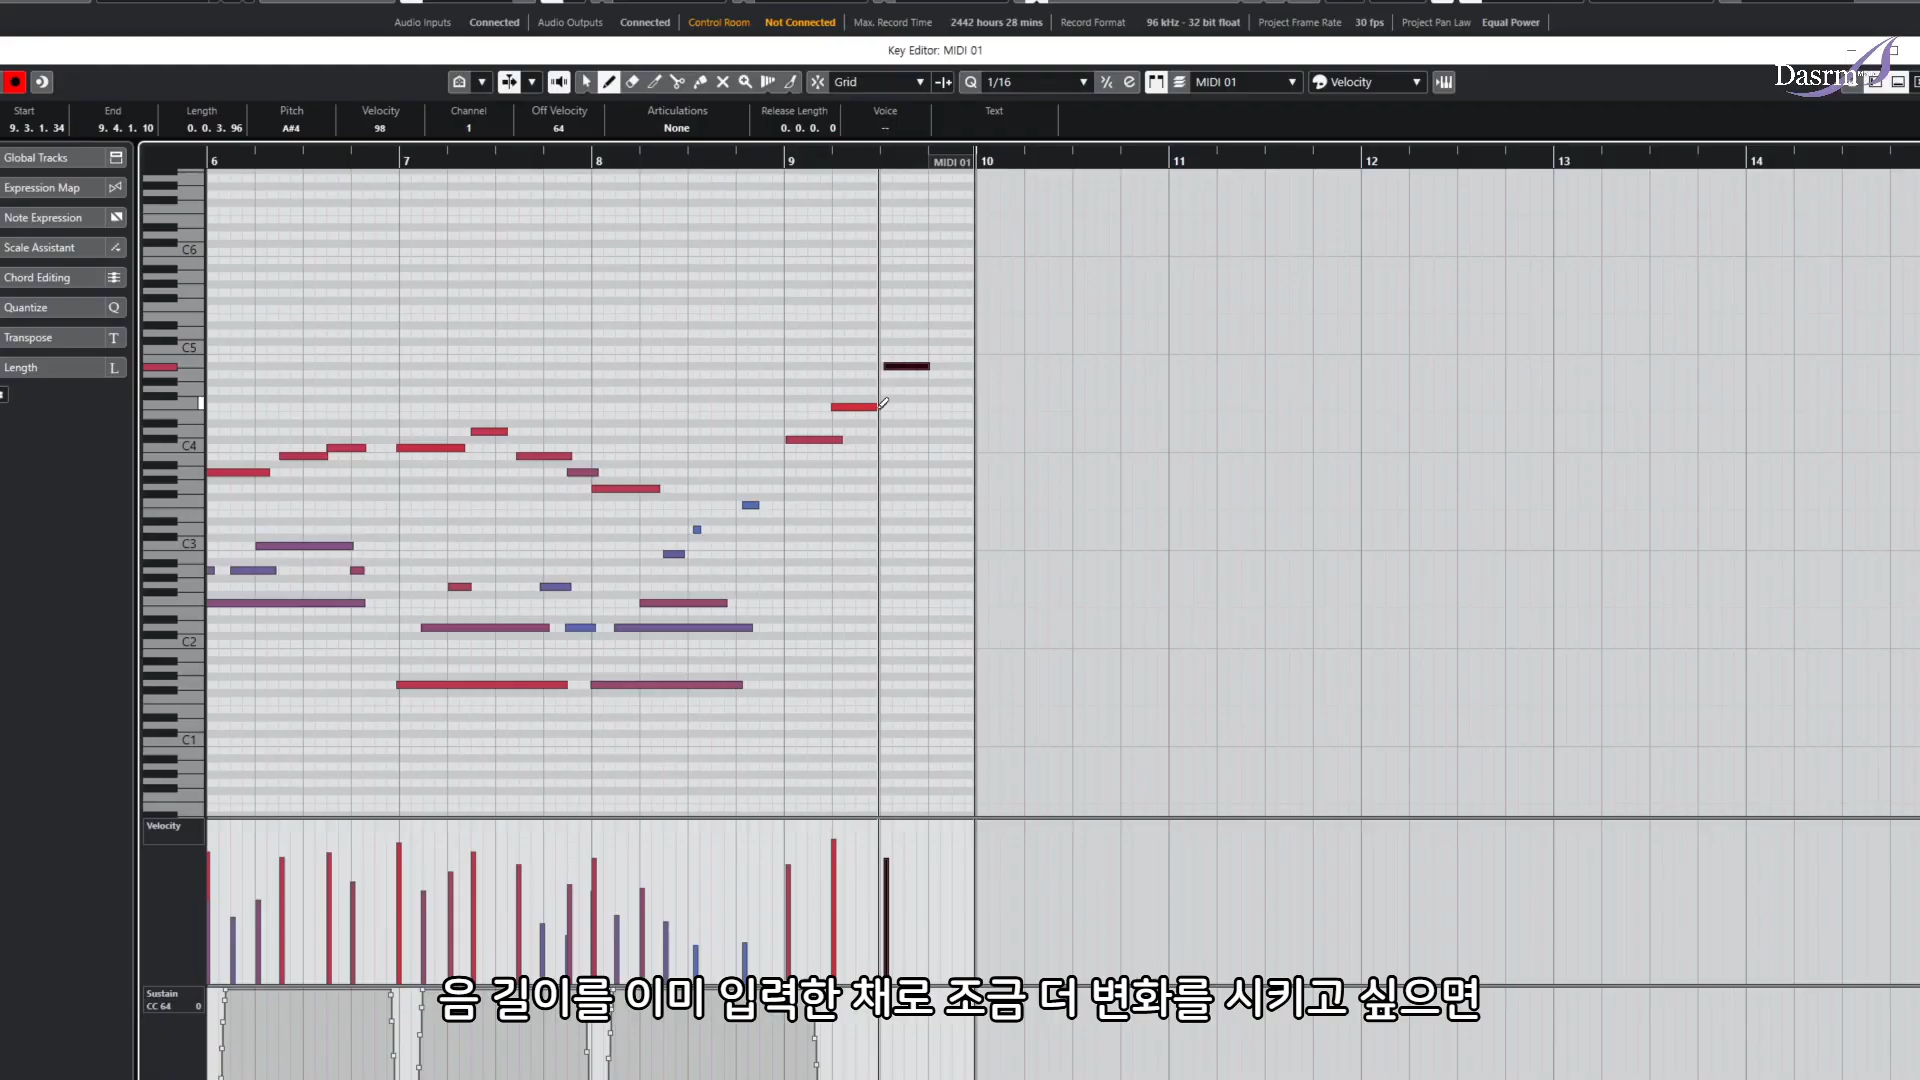 Audio Inputs Connected Audio Outputs Connected Control Room Not Connected Max. Record Time 2442 hours 28 mins Record Format 96 kHz - 32 bit float Project Frame Rate 30 fps Project Pan Law Equal Power
Key Editor: MIDI 01
Dasrm
Grid 1/16 MIDI 01 Velocity
Start End Length Pitch Velocity Channel Off Velocity Articulations Release Length Voice Text
9. 3. 1. 34 9. 4. 1. 10 0. 0. 3. 96 A#4 98 1 64 None 0. 0. 0. 0 --
Global Tracks
Expression Map
Note Expression
Scale Assistant
Chord Editing
Quantize Q
Transpose T
Length L
6 7 8 9 MIDI 01 10 11 12 13 14
C6
C5
C4
C3
C2
C1
Velocity
Sustain
CC 64 0
음 길이를 이미 입력한 채로 조금 더 변화를 시키고 싶으면